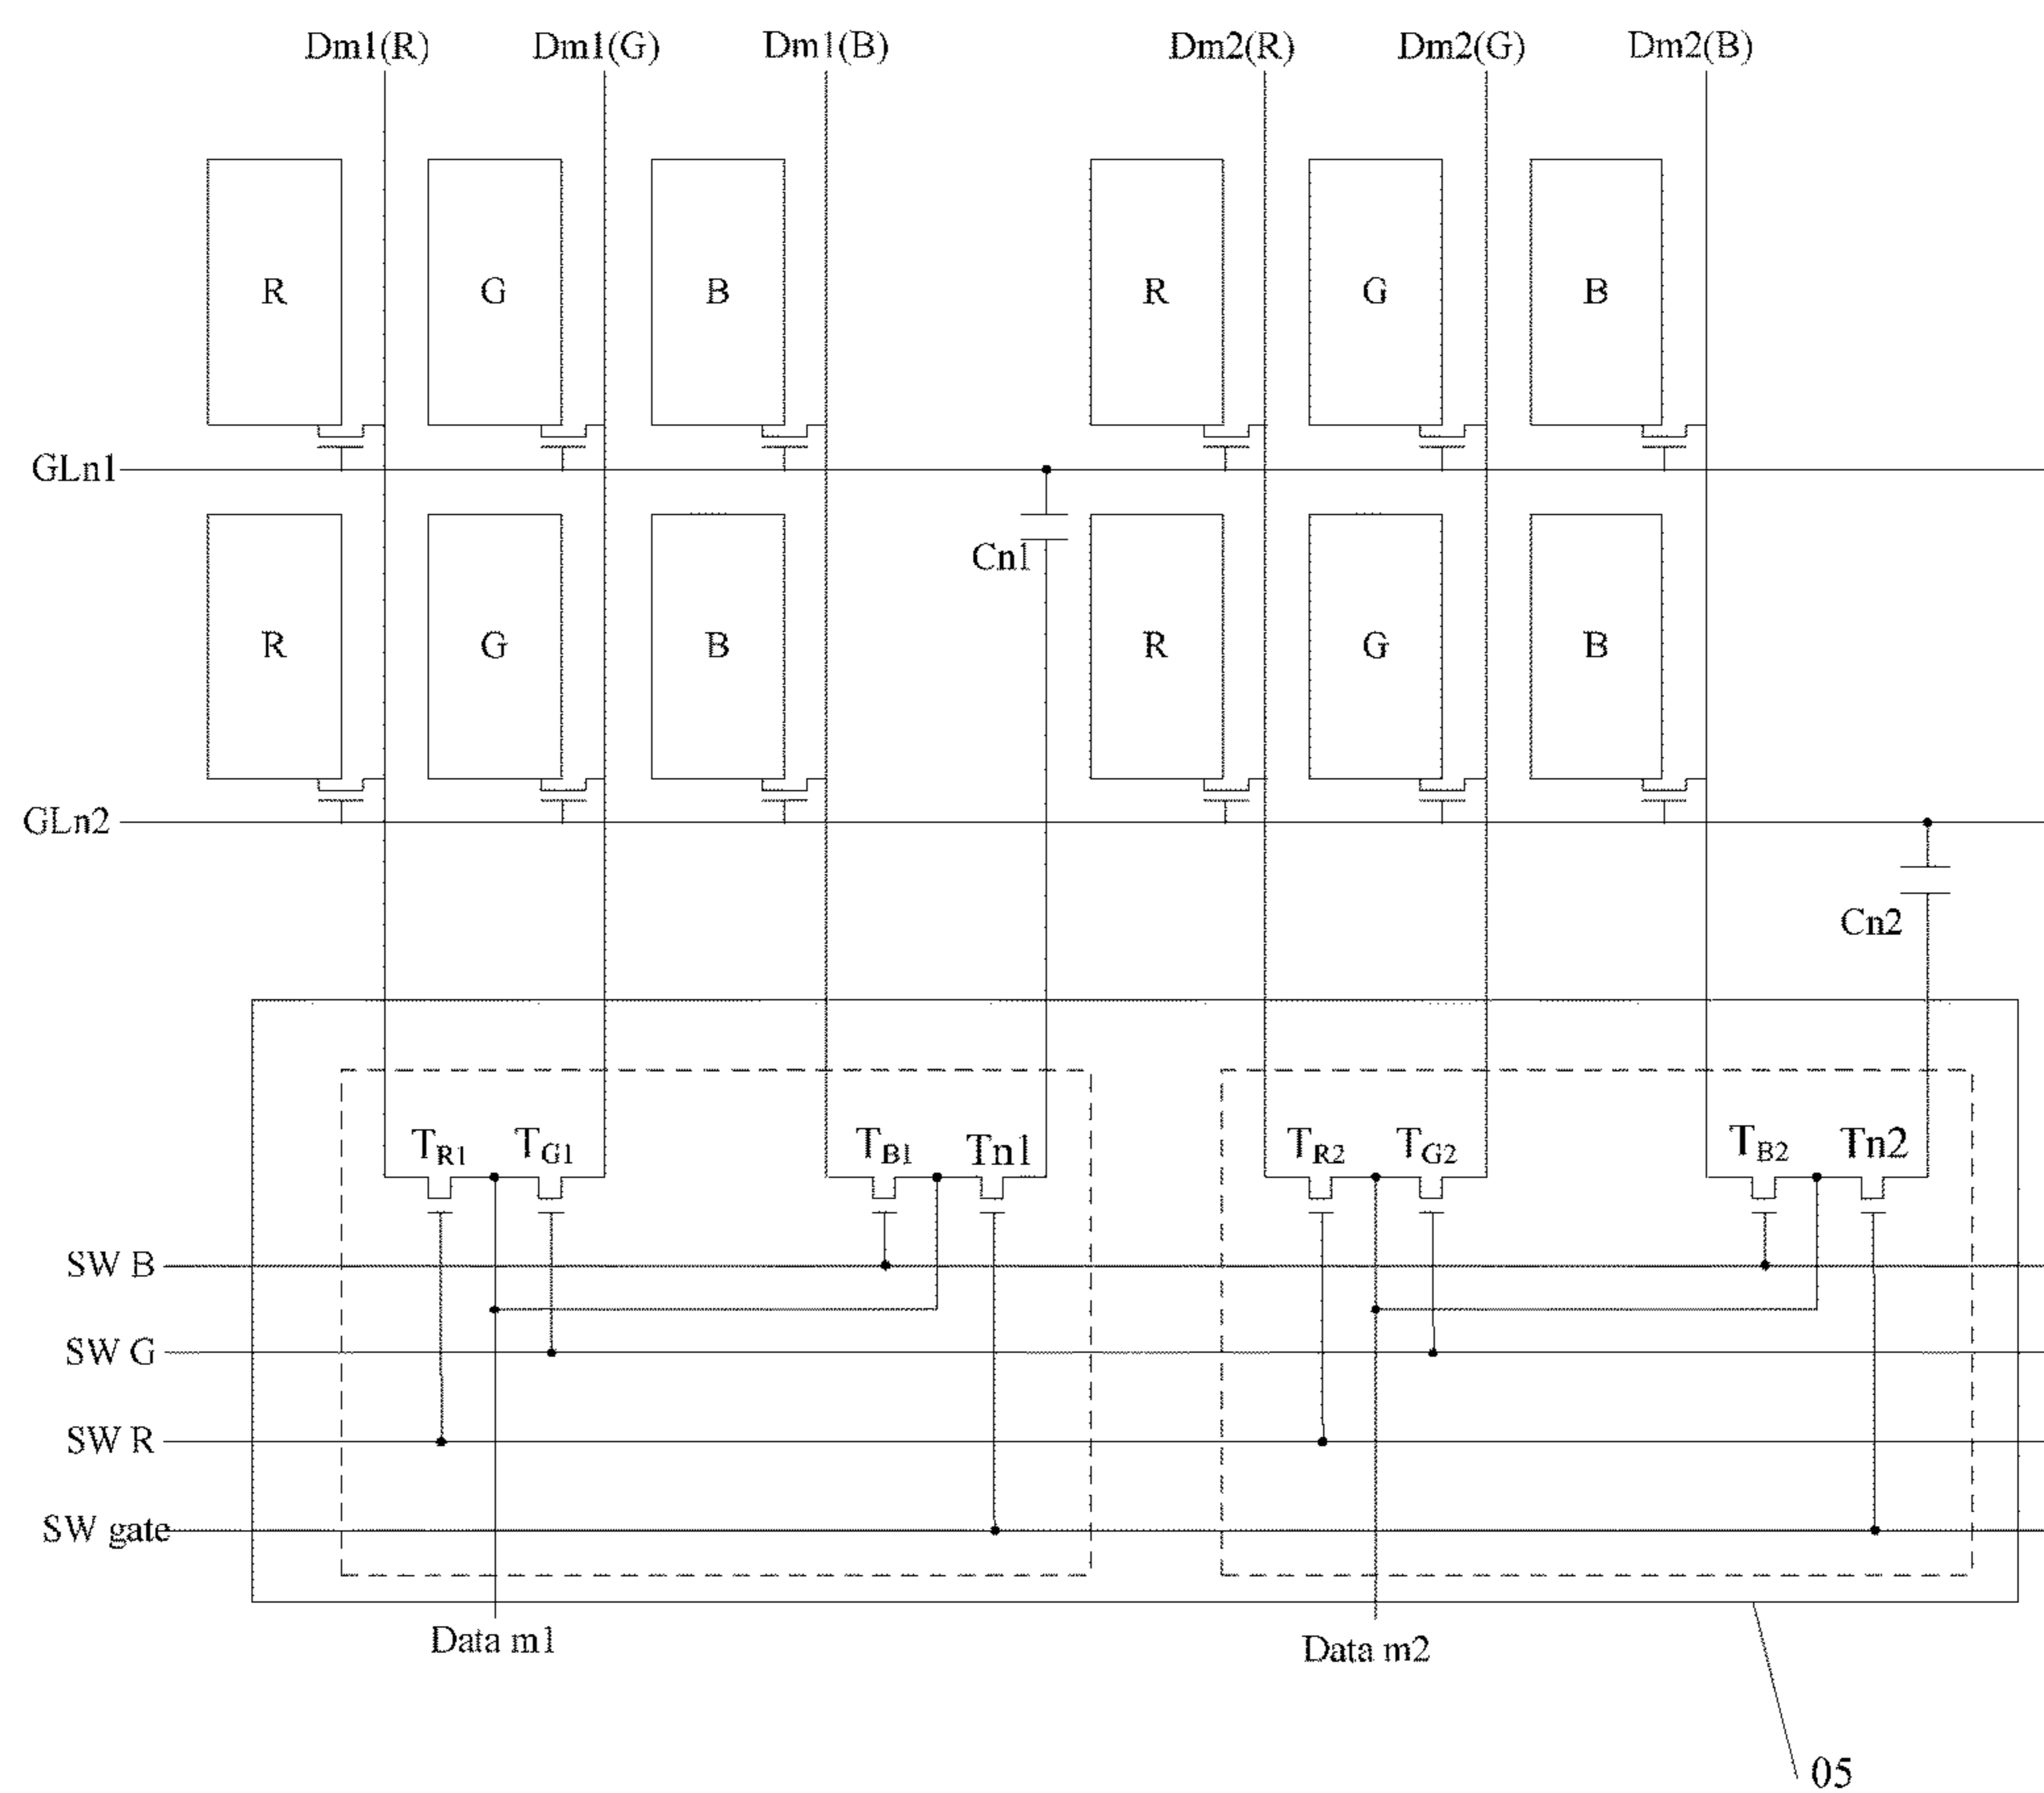 Dm1(R) Dm1(G) Dm1(B) Dm2(R) Dm2(G) Dm2(B)
R G B R G B
GLn1
Cn1
R G B R G B
GLn2
Cn2
TR1 TG1 TB1 Tn1 TR2 TG2 TB2 Tn2
SW B
SW G
SW R
SW gate
Data m1 Data m2
05